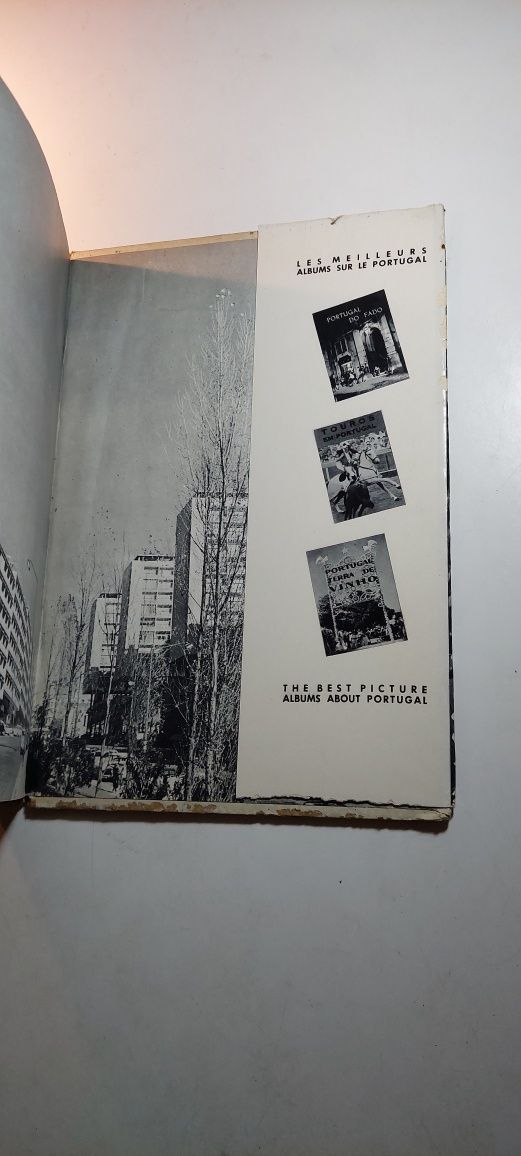 LES MEILLEURS
ALBUMS SUR LE PORTUGAL
PORTUGAL
DO FADO
TOUROS
EM PORTUGAL
PORTUGAL
TERRA DE
VINHO
THE BEST PICTURE
ALBUMS ABOUT PORTUGAL